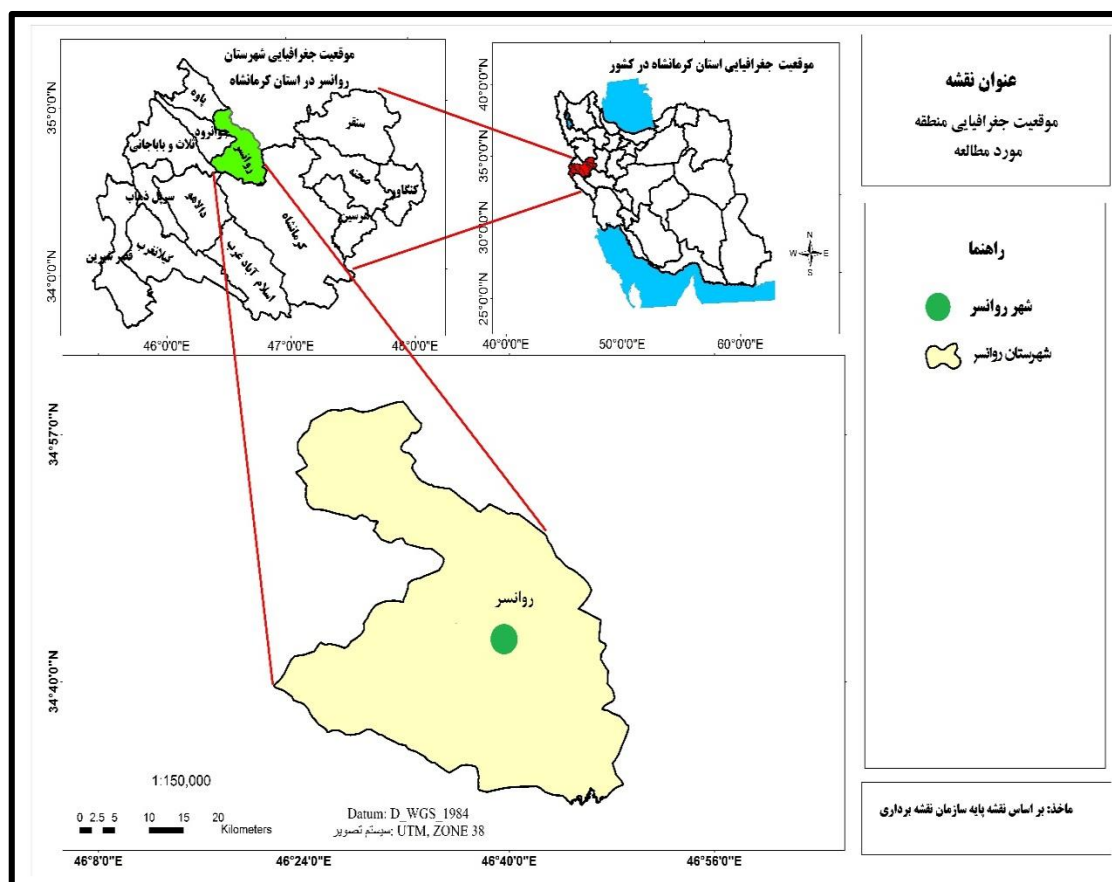 موقعیت جغرافیایی شهرستان
روانسر در استان کرمانشاه
35°0'0"N
34°0'0"N
پاوه
جوانرود
ثلاث و باباجانی
روانسر
سنقر
صحنه
کنگاور
هرسین
کرمانشاه
دالاهو
سرپل ذهاب
گیلانغرب
قصر شیرین
اسلام آباد غرب
46°0'0"E
47°0'0"E
48°0'0"E
موقعیت جغرافیایی استان کرمانشاه در کشور
40°0'0"N
35°0'0"N
30°0'0"N
25°0'0"N
N
W E
S
40°0'0"E
50°0'0"E
60°0'0"E
عنوان نقشه
موقعیت جغرافیایی منطقه
مورد مطالعه
راهنما
شهر روانسر
شهرستان روانسر
34°57'0"N
34°40'0"N
روانسر
1:150,000
0 2.5 5 10 15 20
Kilometers
Datum: D_WGS_1984
سیستم تصویر: UTM, ZONE 38
46°8'0"E
46°24'0"E
46°40'0"E
46°56'0"E
ماخذ: بر اساس نقشه پایه سازمان نقشه برداری